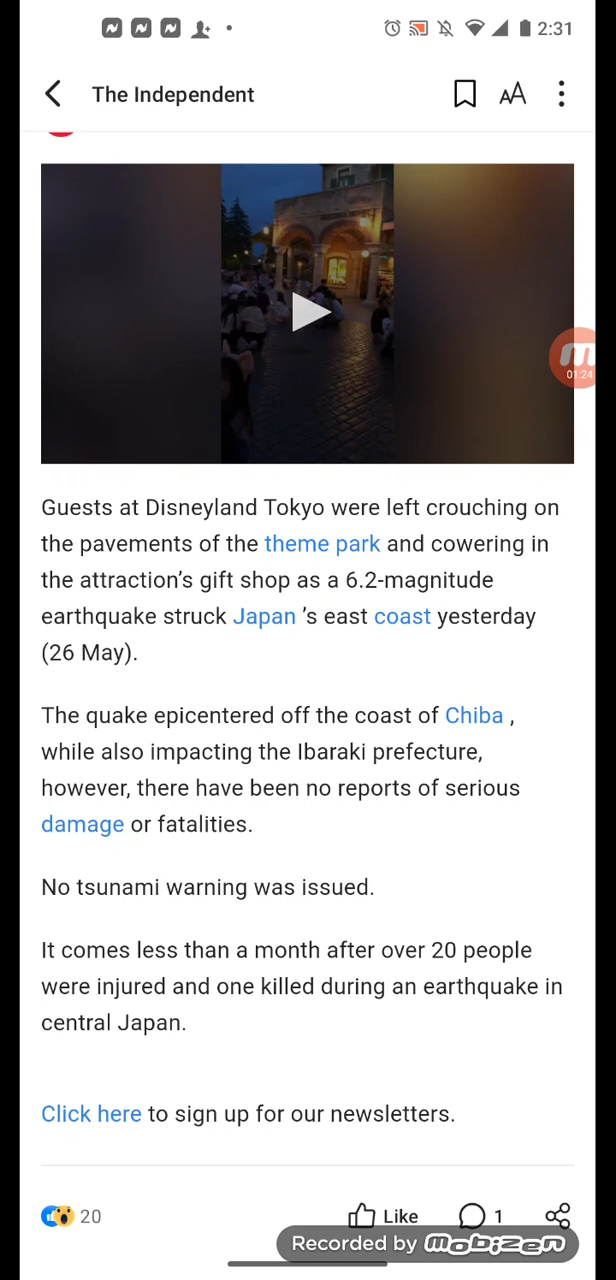 2:31
The Independent
AA
01:24
Guests at Disneyland Tokyo were left crouching on
the pavements of the theme park and cowering in
the attraction’s gift shop as a 6.2-magnitude
earthquake struck Japan ’s east coast yesterday
(26 May).
The quake epicentered off the coast of Chiba ,
while also impacting the Ibaraki prefecture,
however, there have been no reports of serious
damage or fatalities.
No tsunami warning was issued.
It comes less than a month after over 20 people
were injured and one killed during an earthquake in
central Japan.
Click here to sign up for our newsletters.
20 Like 1
Recorded by mobizen